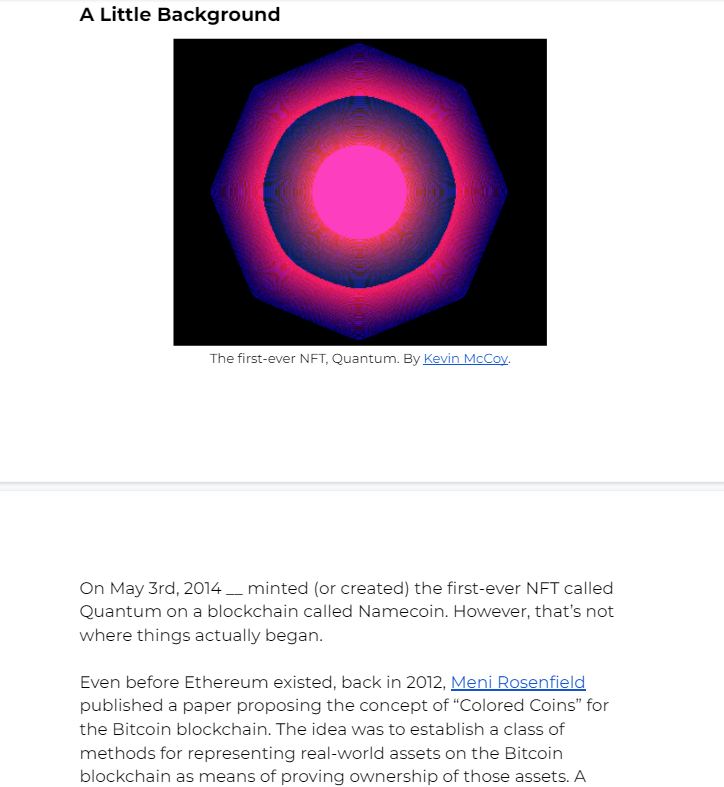 A Little Background
The first-ever NFT, Quantum. By Kevin McCoy.
On May 3rd, 2014 __ minted (or created) the first-ever NFT called
Quantum on a blockchain called Namecoin. However, that’s not
where things actually began.
Even before Ethereum existed, back in 2012, Meni Rosenfield
published a paper proposing the concept of “Colored Coins” for
the Bitcoin blockchain. The idea was to establish a class of
methods for representing real-world assets on the Bitcoin
blockchain as means of proving ownership of those assets. A